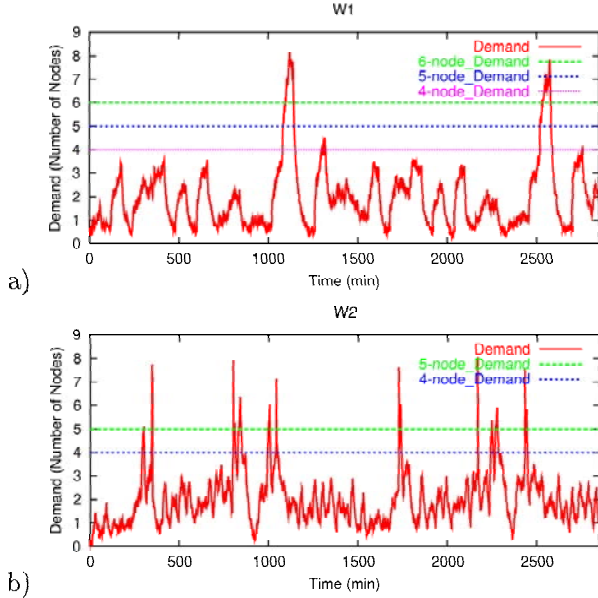 W1
Demand (Number of Nodes)
9
8
7
6
5
4
3
2
1
0
Demand
6-node_Demand
5-node_Demand
4-node_Demand
0 500 1000 1500 2000 2500
Time (min)
a)
W2
Demand (Number of Nodes)
9
8
7
6
5
4
3
2
1
0
Demand
5-node_Demand
4-node_Demand
0 500 1000 1500 2000 2500
Time (min)
b)